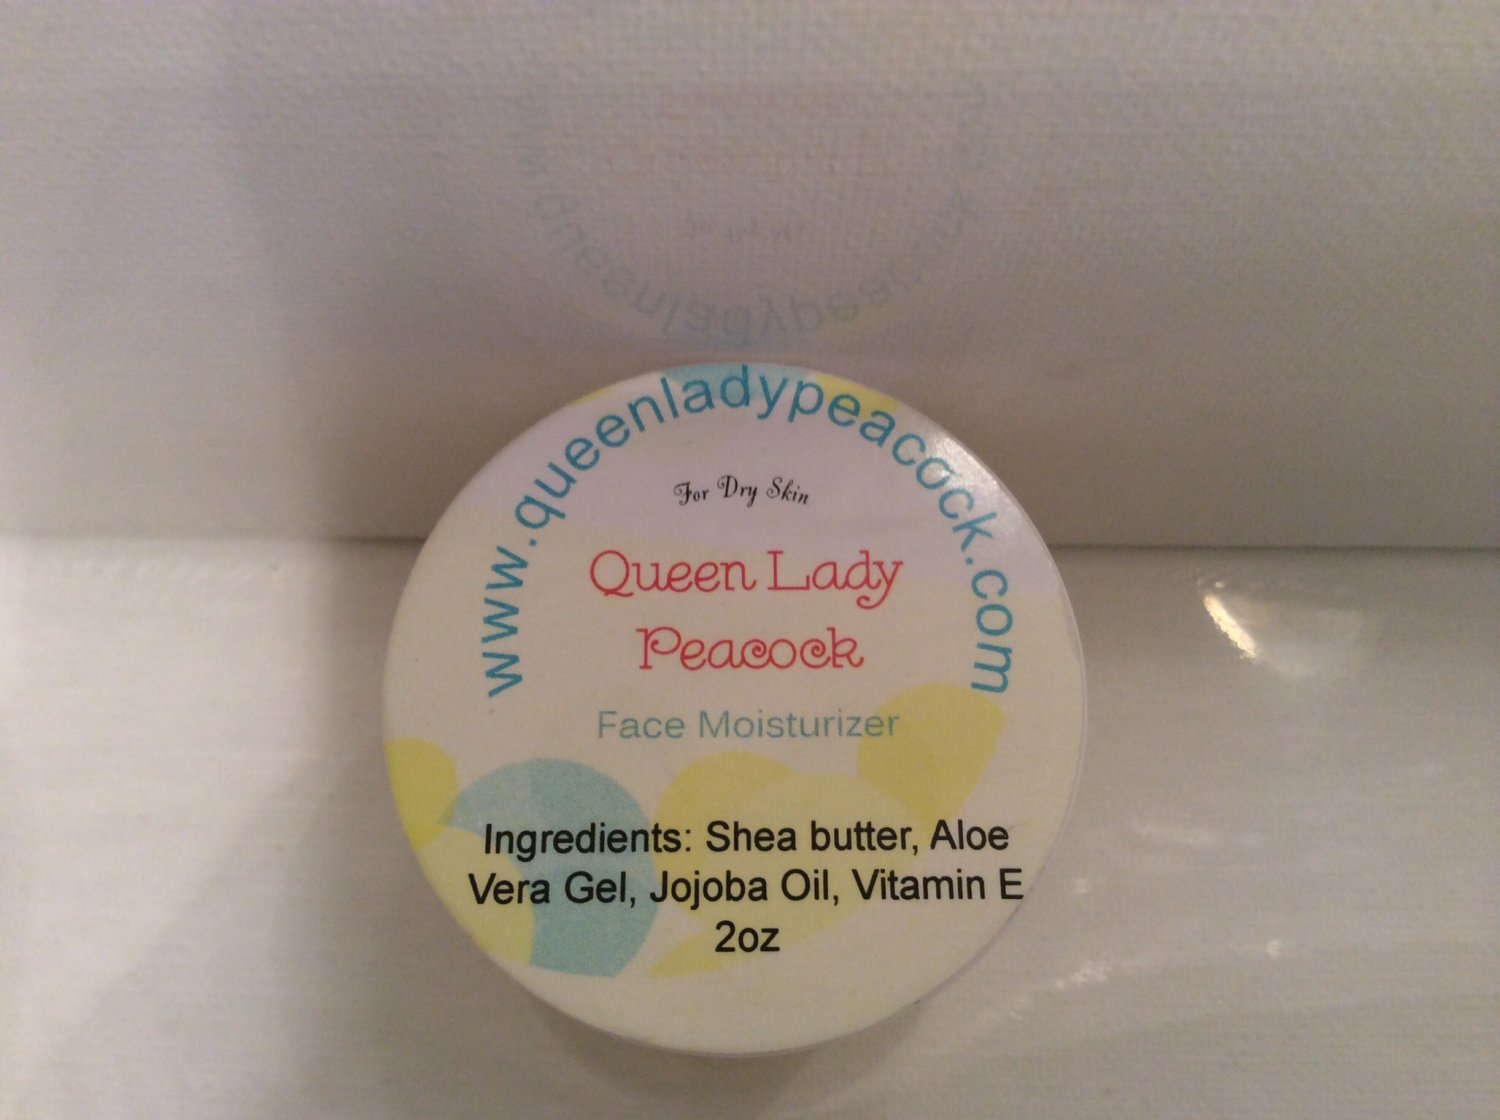 www.queenladypeacock.com
For Dry Skin
Queen Lady
Peacock
Face Moisturizer
Ingredients: Shea butter, Aloe
Vera Gel, Jojoba Oil, Vitamin E
2oz